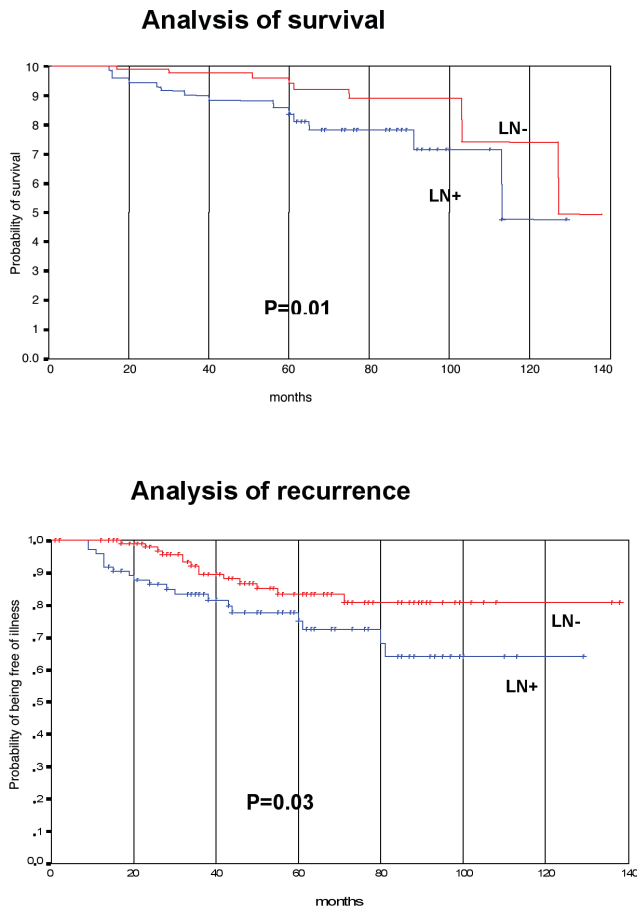 Analysis of survival
10
9
10
8
7
6
5
4
3
2
1
0.0
Probability of survival
LN-
LN+
P=0.01
0 20 40 60 80 100 120 140
months
Analysis of recurrence
1.0
.9
.8
.7
.6
.5
.4
.3
.2
.1
0.0
Probability of being free of illness
LN-
LN+
P=0.03
0 20 40 60 80 100 120 140
months